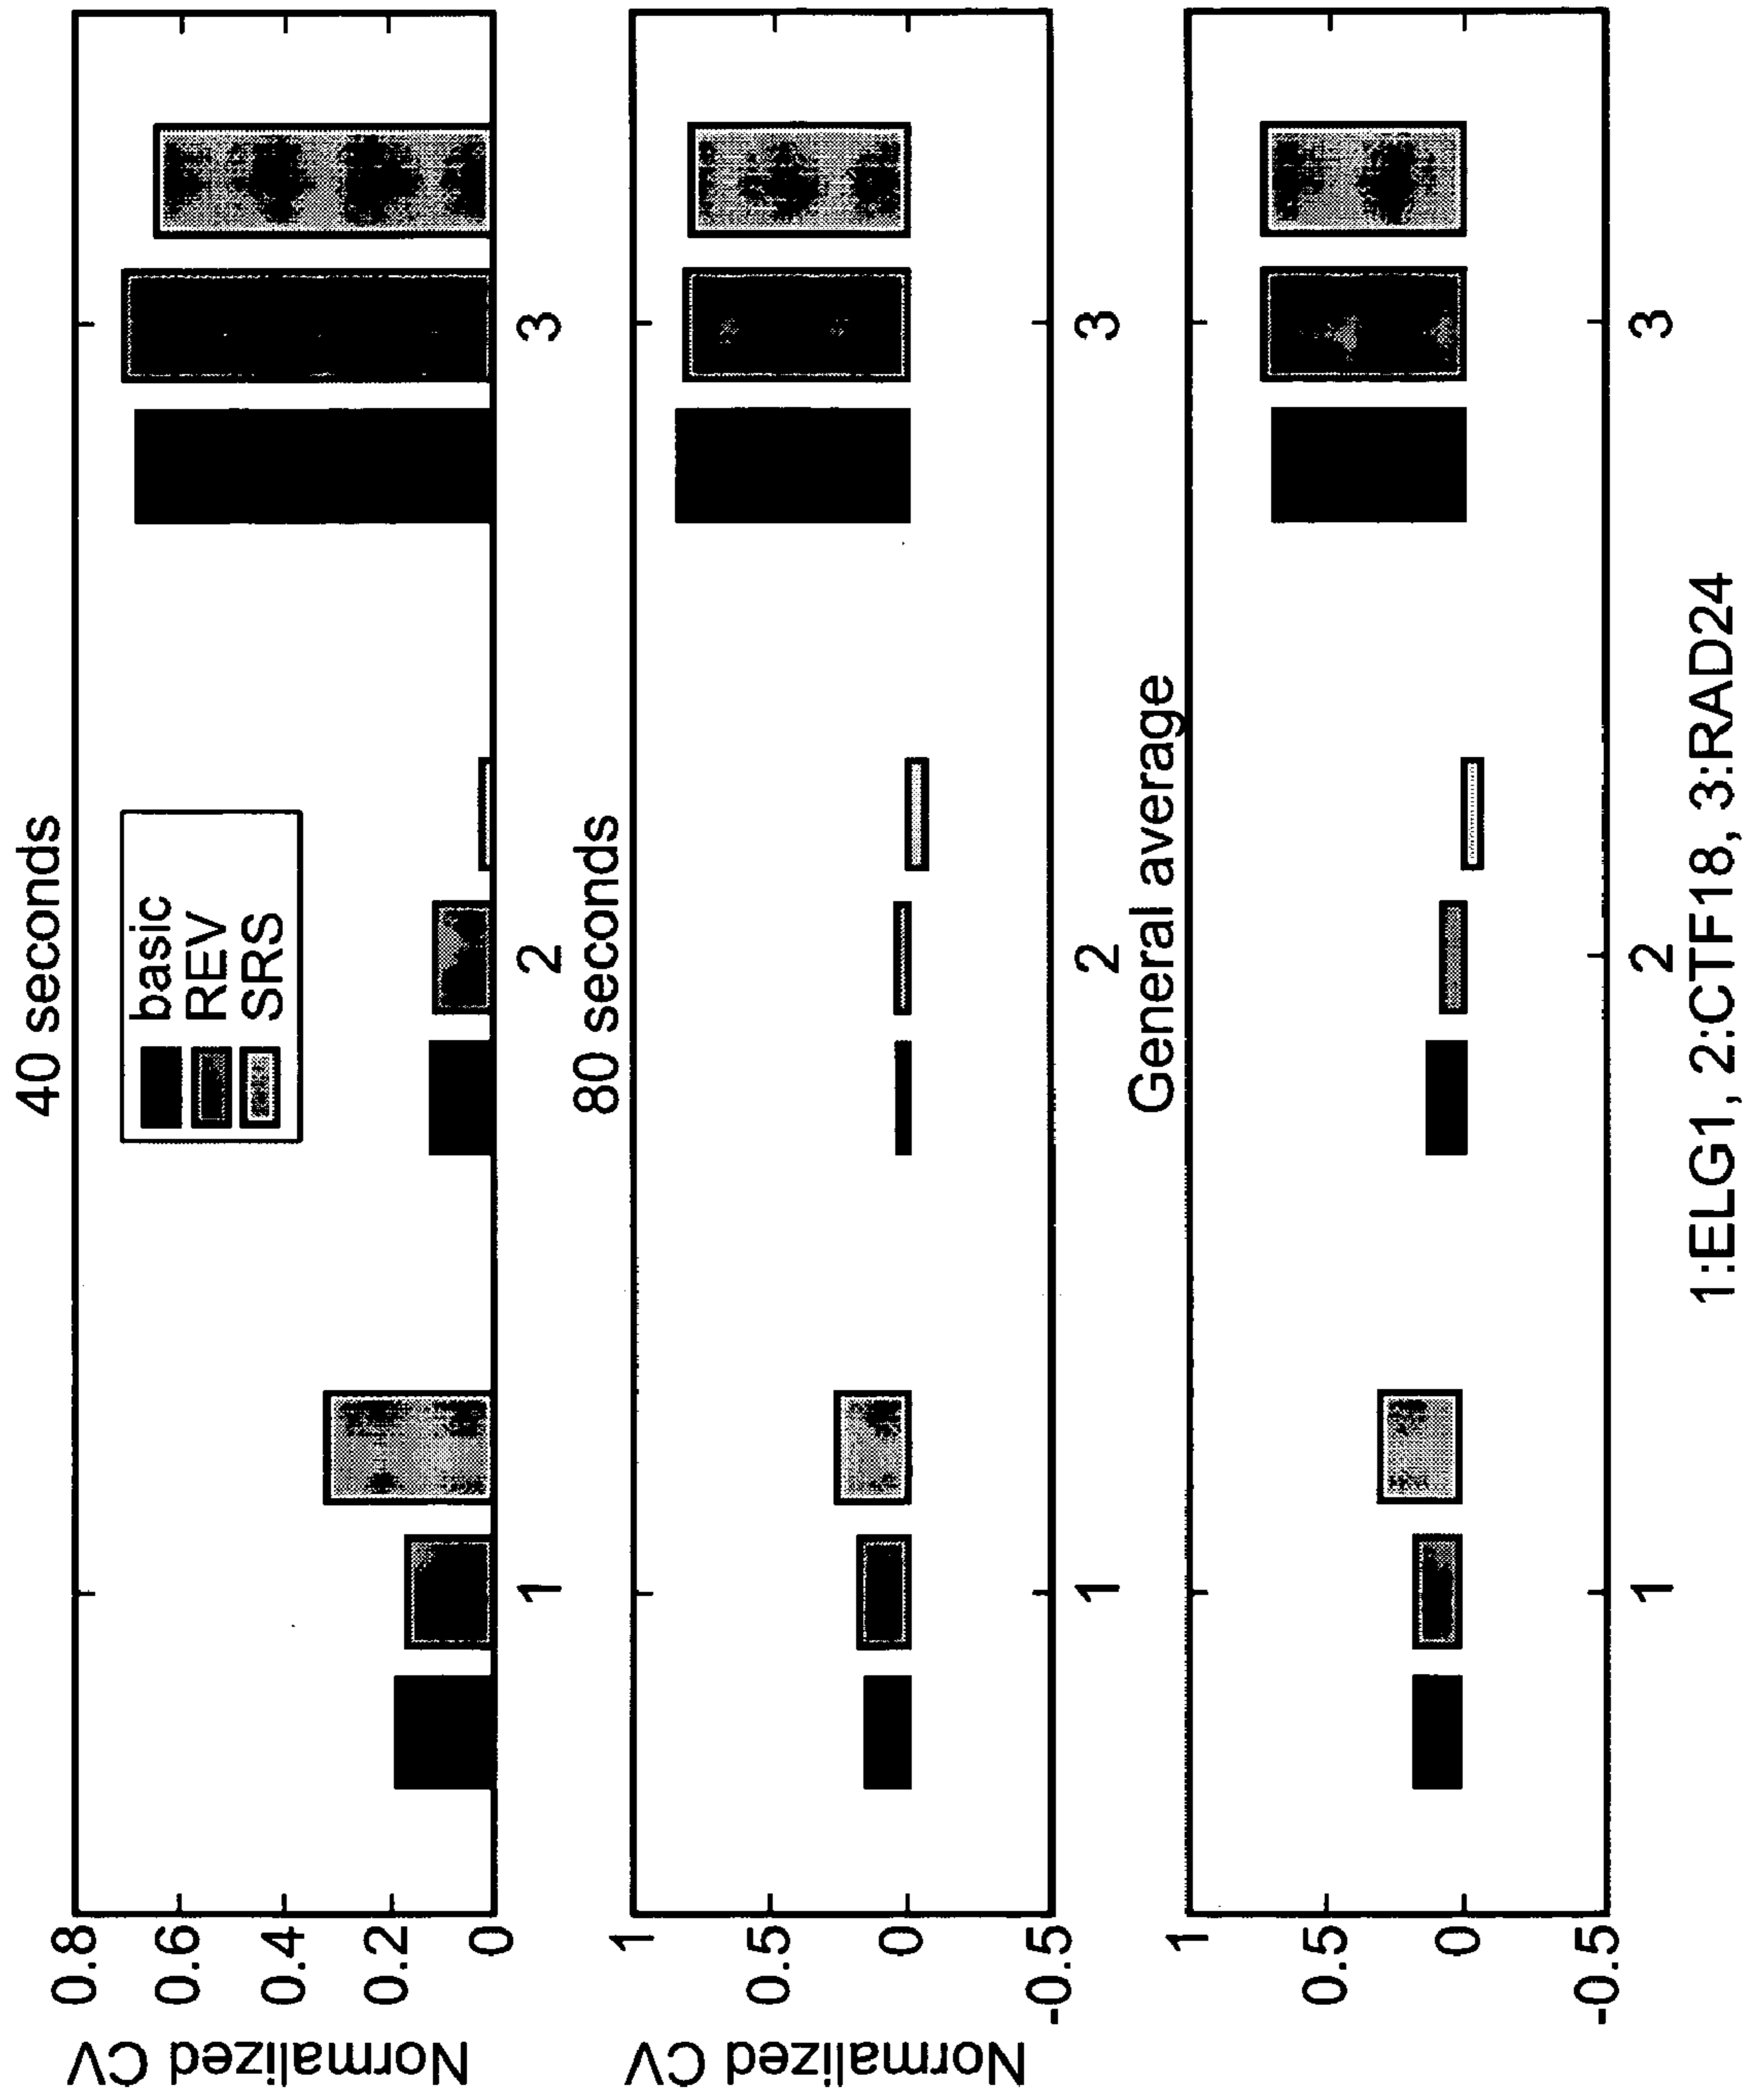 40 seconds
Normalized CV
0.8
0.6
0.4
0.2
0
basic
REV
SRS
1
2
3
80 seconds
Normalized CV
1
0.5
0
-0.5
1
2
3
General average
1
0.5
0
-0.5
1
2
3
1:ELG1, 2:CTF18, 3:RAD24